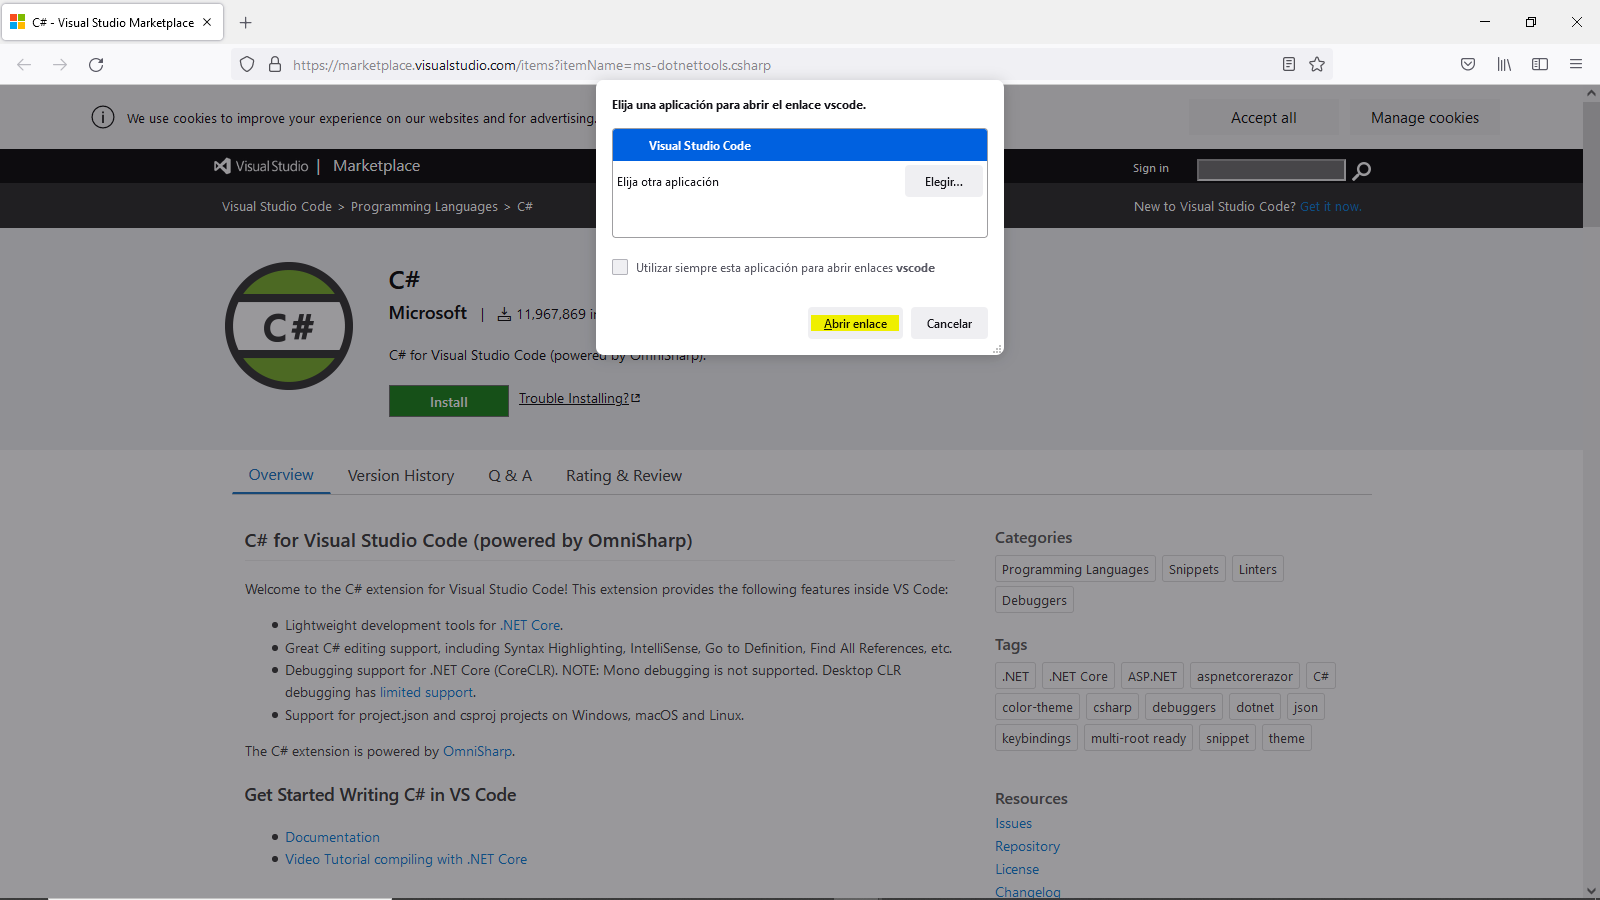 C# - Visual Studio Marketplace
https://marketplace.visualstudio.com/items?itemName=ms-dotnettools.csharp
Elija una aplicación para abrir el enlace vscode.
Visual Studio Code
Elija otra aplicación
Elegir...
Utilizar siempre esta aplicación para abrir enlaces vscode
Abrir enlace
Cancelar
We use cookies to improve your experience on our websites and for advertising.
Accept all
Manage cookies
Visual Studio | Marketplace
Sign in
Visual Studio Code > Programming Languages > C#
New to Visual Studio Code? Get it now.
C#
C#
Microsoft | 11,967,869
C# for Visual Studio Code (powered by OmniSharp).
Install
Trouble Installing?
Overview
Version History
Q & A
Rating & Review
C# for Visual Studio Code (powered by OmniSharp)
Welcome to the C# extension for Visual Studio Code! This extension provides the following features inside VS Code:
Lightweight development tools for .NET Core.
Great C# editing support, including Syntax Highlighting, IntelliSense, Go to Definition, Find All References, etc.
Debugging support for .NET Core (CoreCLR). NOTE: Mono debugging is not supported. Desktop CLR
debugging has limited support.
Support for project.json and csproj projects on Windows, macOS and Linux.
The C# extension is powered by OmniSharp.
Get Started Writing C# in VS Code
Documentation
Video Tutorial compiling with .NET Core
Categories
Programming Languages
Snippets
Linters
Debuggers
Tags
.NET
.NET Core
ASP.NET
aspnetcorerazor
C#
color-theme
csharp
debuggers
dotnet
json
keybindings
multi-root ready
snippet
theme
Resources
Issues
Repository
License
Changelog